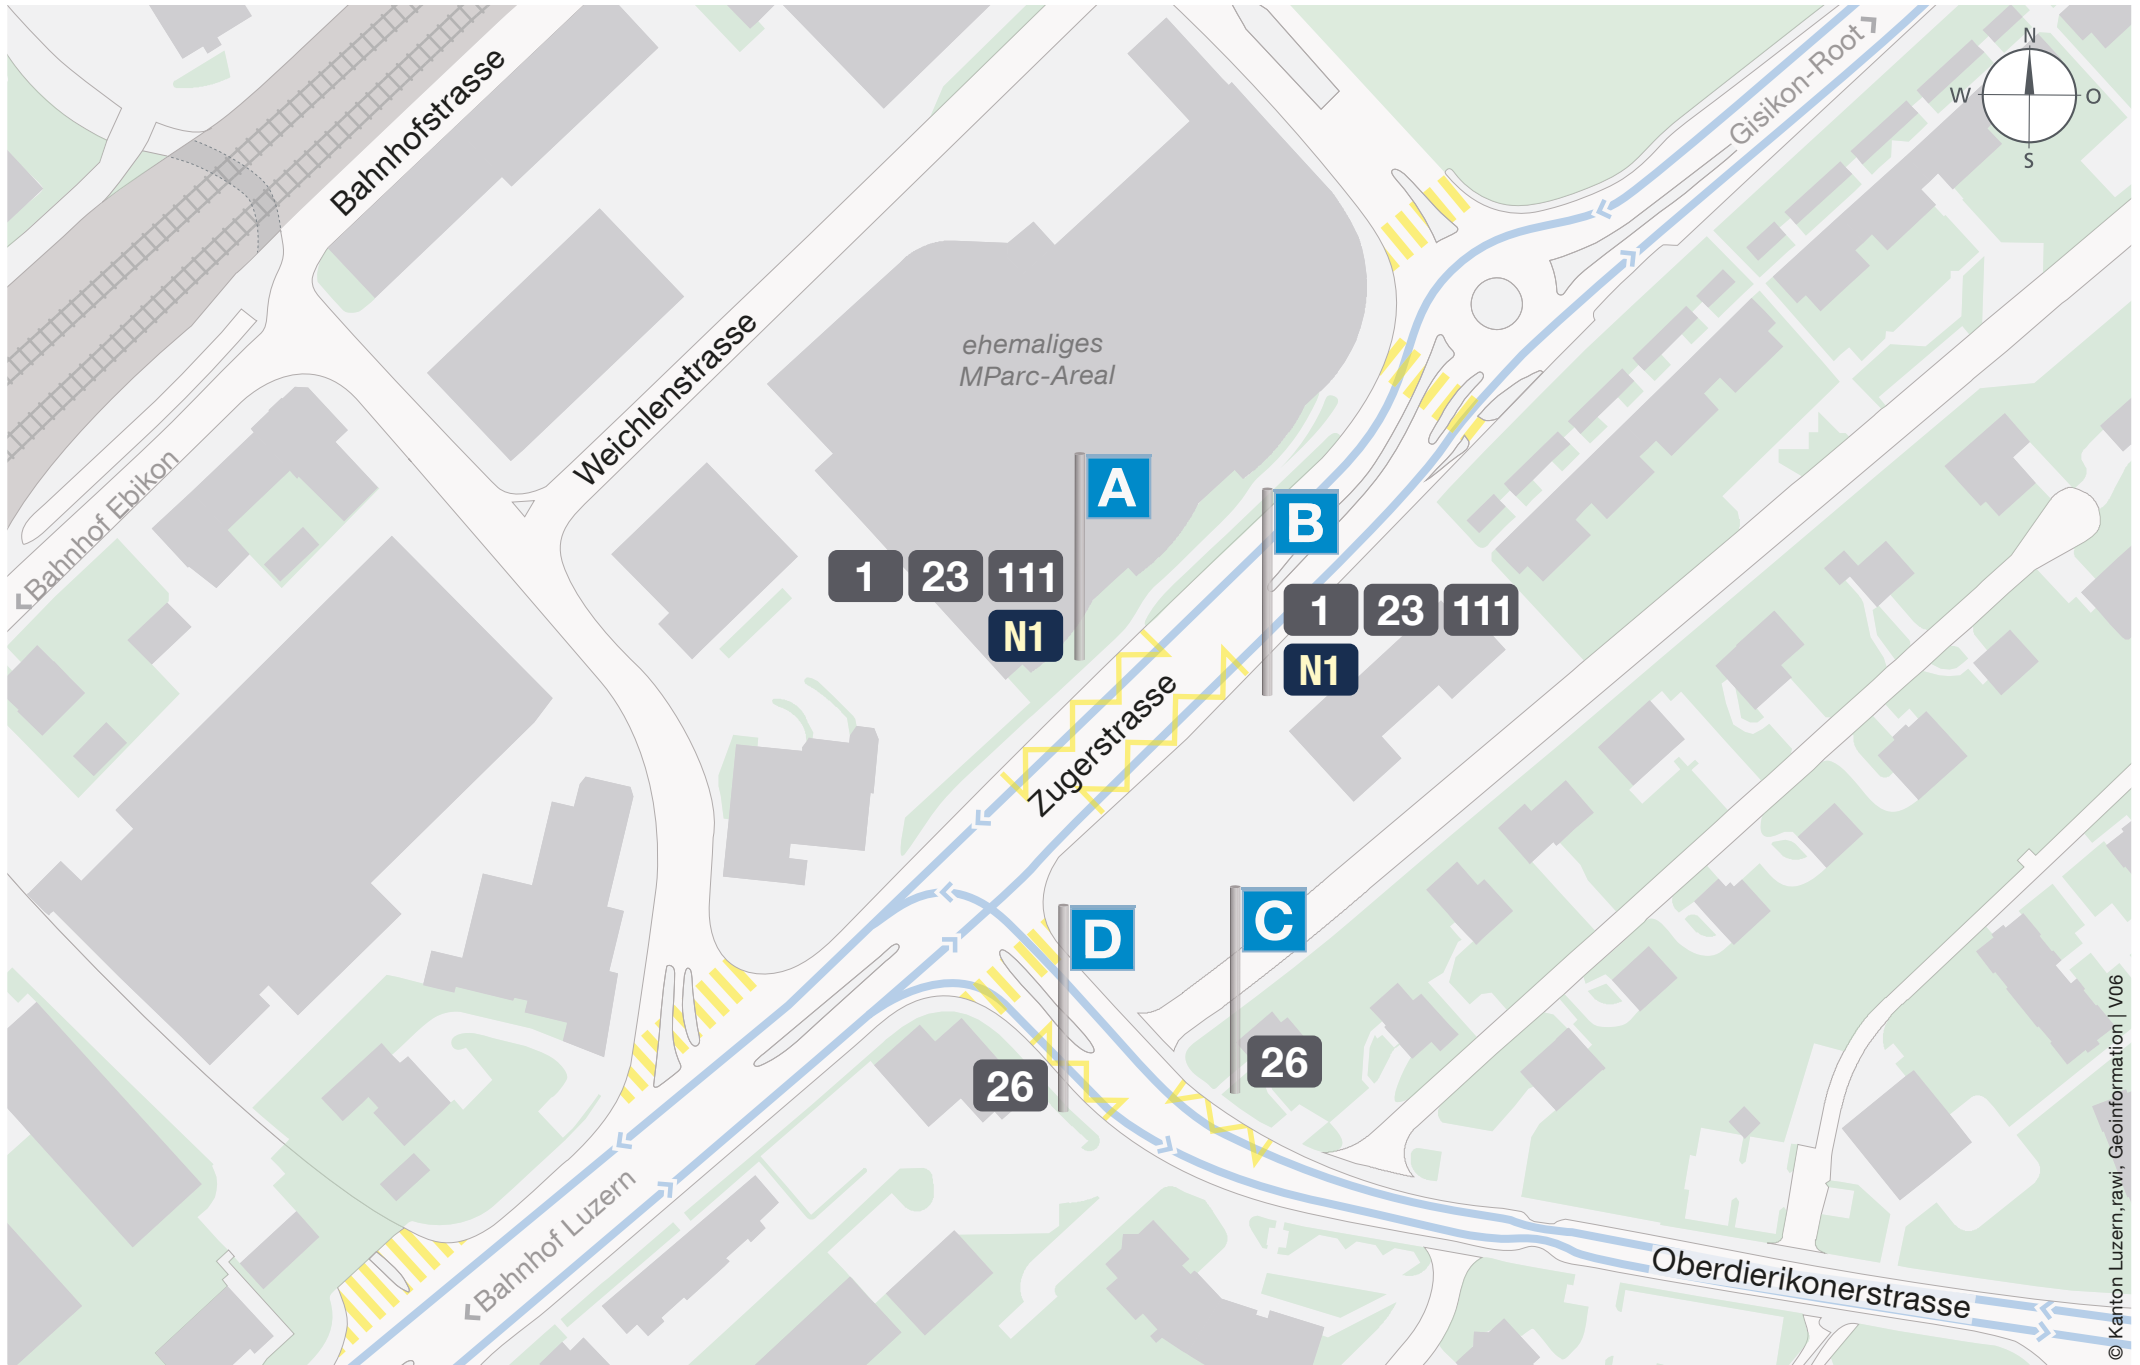 Bahnhofstrasse
Gisikon-Root
N
W
O
S
Weichlenstrasse
ehemaliges
MParc-Areal
Bahnhof Ebikon
A
1 23 111
N1
B
1 23 111
N1
Zugerstrasse
D
26
C
26
Bahnhof Luzern
Oberdierikonerstrasse
© Kanton Luzern,rawi, Geoinformation | V06